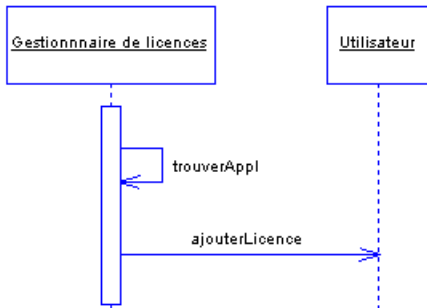 Gestionnnaire de licences
Utilisateur
trouverAppl
ajouterLicence